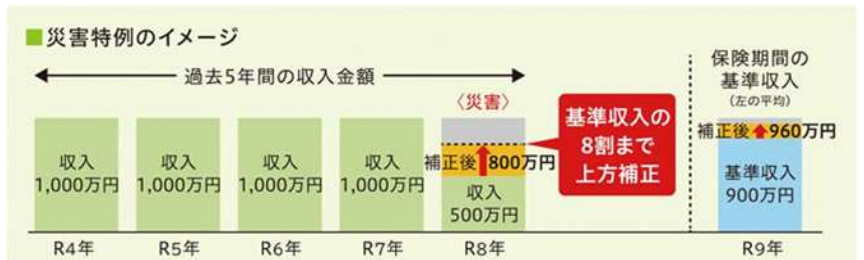 ■災害特例のイメージ
過去5年間の収入金額
〈災害〉
保険期間の
基準収入
(左の平均)
収入
1,000万円
収入
1,000万円
収入
1,000万円
収入
1,000万円
補正後 800万円
収入
500万円
基準収入の
8割まで
上方補正
補正後 960万円
基準収入
900万円
R4年
R5年
R6年
R7年
R8年
R9年